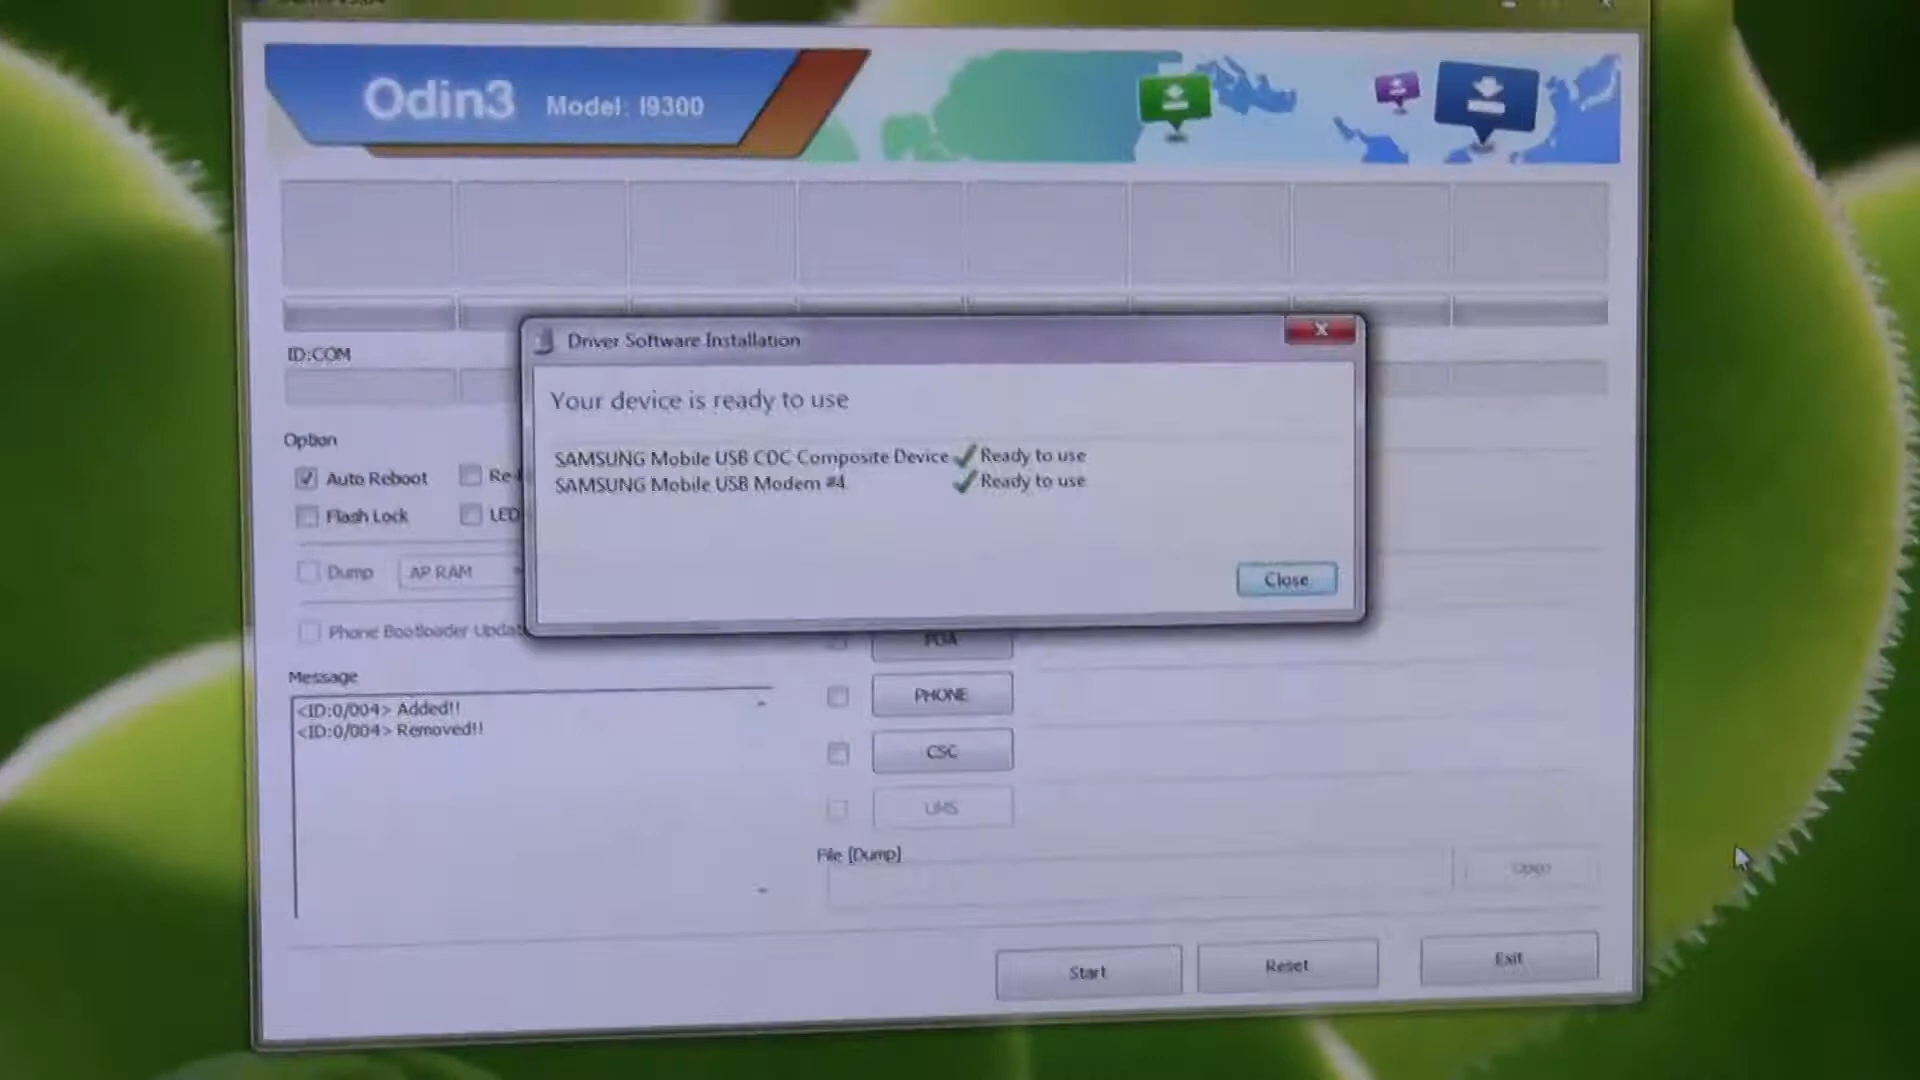 Odin3 Model: I9300
ID:COM
Driver Software Installation
Your device is ready to use
SAMSUNG Mobile USB CDC Composite Device Ready to use
SAMSUNG Mobile USB Modem #4 Ready to use
Close
Option
Auto Reboot
Flash Lock LED
Dump AP RAM
Phone Bootloader Updat
PDA
Message
<ID:0/004> Added!!
<ID:0/004> Removed!!
PHONE
CSC
UMS
File [Dump]
Open
Start Reset Exit